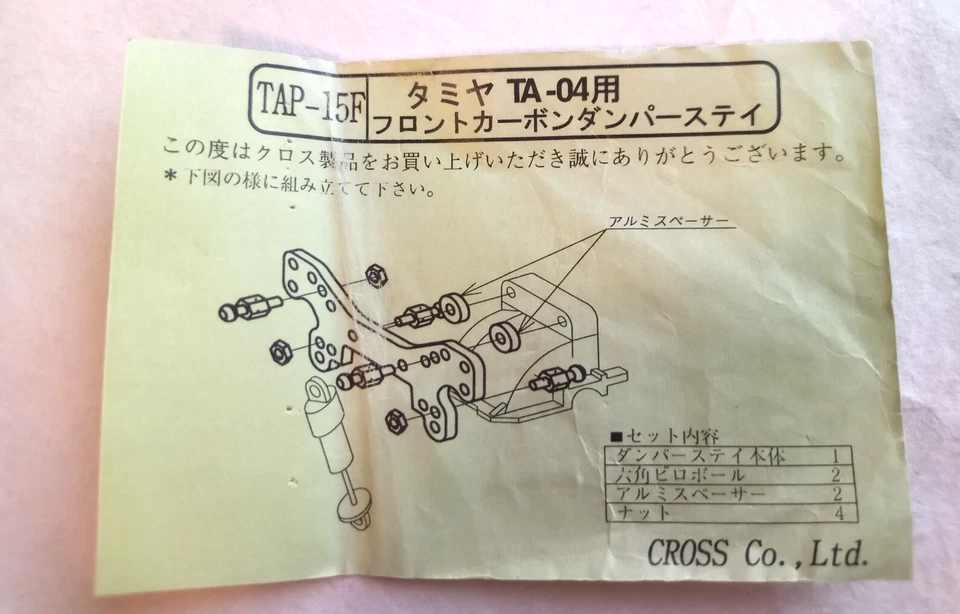 TAP-15F
タミヤ TA-04用
フロントカーボンダンパーステイ
この度はクロス製品をお買い上げいただき誠にありがとうございます。
*下図の様に組み立てて下さい。
アルミスペーサー
■セット内容
ダンパーステイ本体 1
六角ピロボール 2
アルミスペーサー 2
ナット 4
CROSS Co.,Ltd.